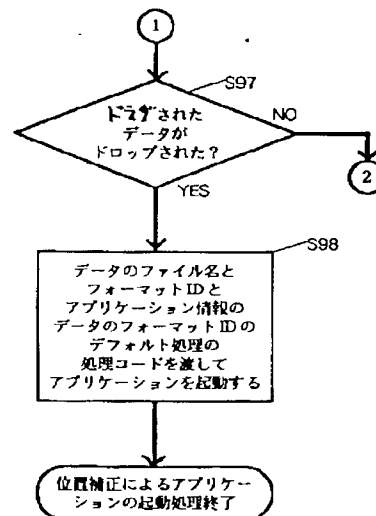 1
S97
ドラグされた
データが
ドロップされた？
NO
2
YES
S98
データのファイル名と
フォーマットIDと
アプリケーション情報の
データのフォーマットIDの
デフォルト処理の
処理コードを渡して
アプリケーションを起動する
位置補正によるアプリケー
ションの起動処理終了